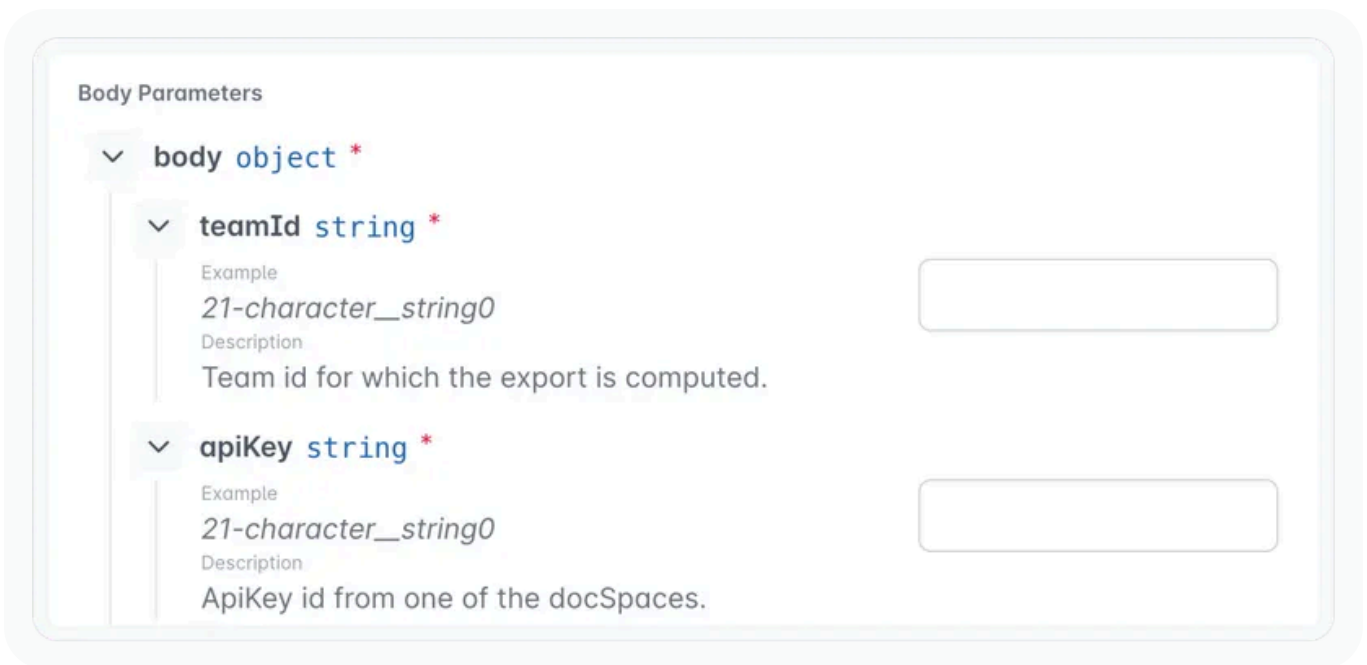 Body Parameters
body object *
teamId string *
Example
21-character__string0
Description
Team id for which the export is computed.
apiKey string *
Example
21-character__string0
Description
ApiKey id from one of the docSpaces.